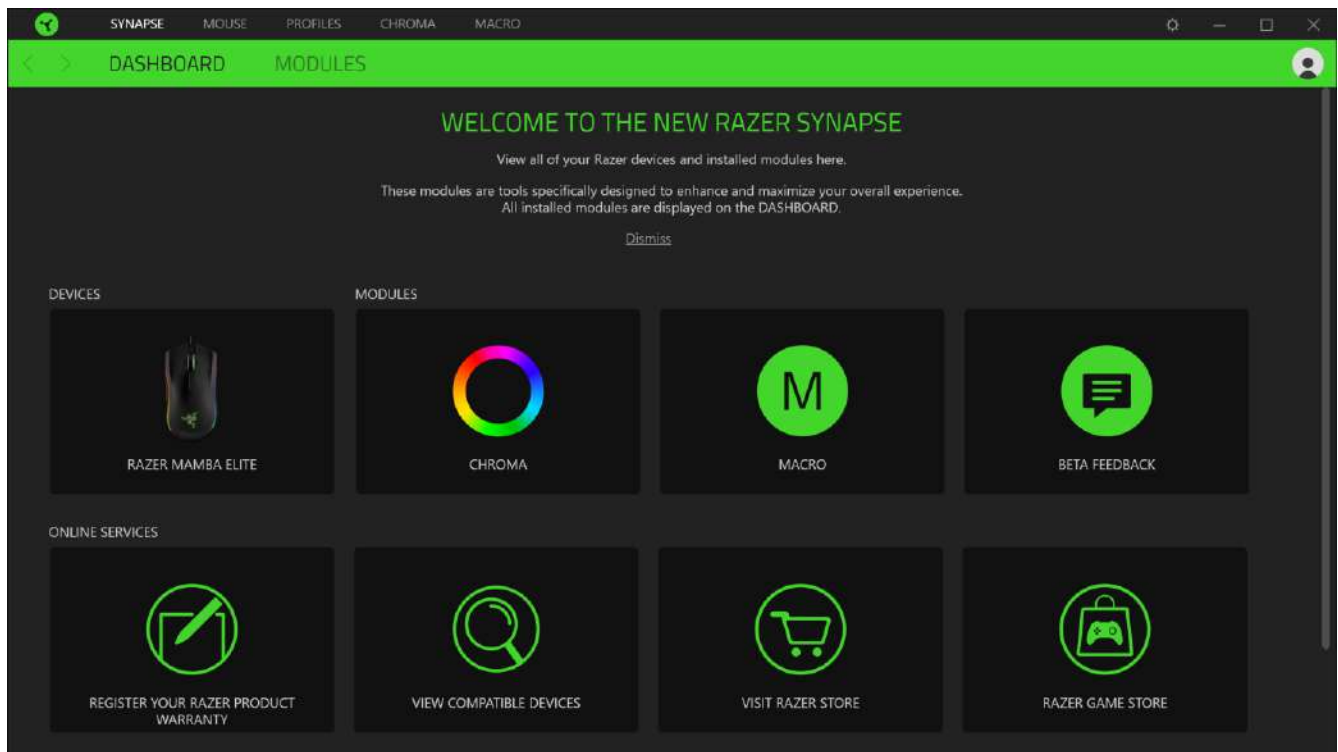 SYNAPSE MOUSE PROFILES CHROMA MACRO
DASHBOARD MODULES
WELCOME TO THE NEW RAZER SYNAPSE
View all of your Razer devices and installed modules here.
These modules are tools specifically designed to enhance and maximize your overall experience.
All installed modules are displayed on the DASHBOARD.
Dismiss
DEVICES MODULES
RAZER MAMBA ELITE CHROMA M MACRO BETA FEEDBACK
ONLINE SERVICES
REGISTER YOUR RAZER PRODUCT
WARRANTY
VIEW COMPATIBLE DEVICES
VISIT RAZER STORE
RAZER GAME STORE